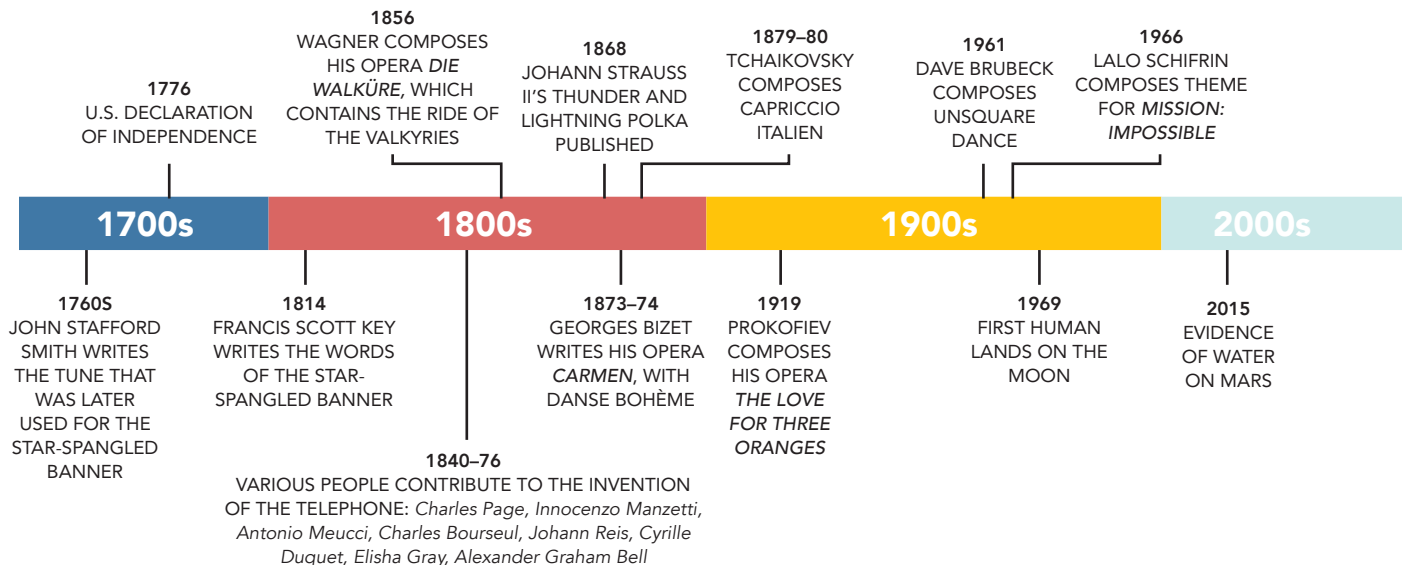 1776
U.S. DECLARATION
OF INDEPENDENCE
1856
WAGNER COMPOSES
HIS OPERA DIE
WALKÜRE, WHICH
CONTAINS THE RIDE OF
THE VALKYRIES
1868
JOHANN STRAUSS
II'S THUNDER AND
LIGHTNING POLKA
PUBLISHED
1879–80
TCHAIKOVSKY
COMPOSES
CAPRICCIO
ITALIEN
1961
DAVE BRUBECK
COMPOSES
UNSQUARE
DANCE
1966
LALO SCHIFRIN
COMPOSES THEME
FOR MISSION:
IMPOSSIBLE
1700s
1800s
1900s
2000s
1760S
JOHN STAFFORD
SMITH WRITES
THE TUNE THAT
WAS LATER
USED FOR THE
STAR-SPANGLED
BANNER
1814
FRANCIS SCOTT KEY
WRITES THE WORDS
OF THE STAR-
SPANGLED BANNER
1840–76
VARIOUS PEOPLE CONTRIBUTE TO THE INVENTION
OF THE TELEPHONE: Charles Page, Innocenzo Manzetti,
Antonio Meucci, Charles Bourseul, Johann Reis, Cyrille
Duquet, Elisha Gray, Alexander Graham Bell
1873–74
GEORGES BIZET
WRITES HIS OPERA
CARMEN, WITH
DANSE BOHÈME
1919
PROKOFIEV
COMPOSES
HIS OPERA
THE LOVE
FOR THREE
ORANGES
1969
FIRST HUMAN
LANDS ON THE
MOON
2015
EVIDENCE
OF WATER
ON MARS